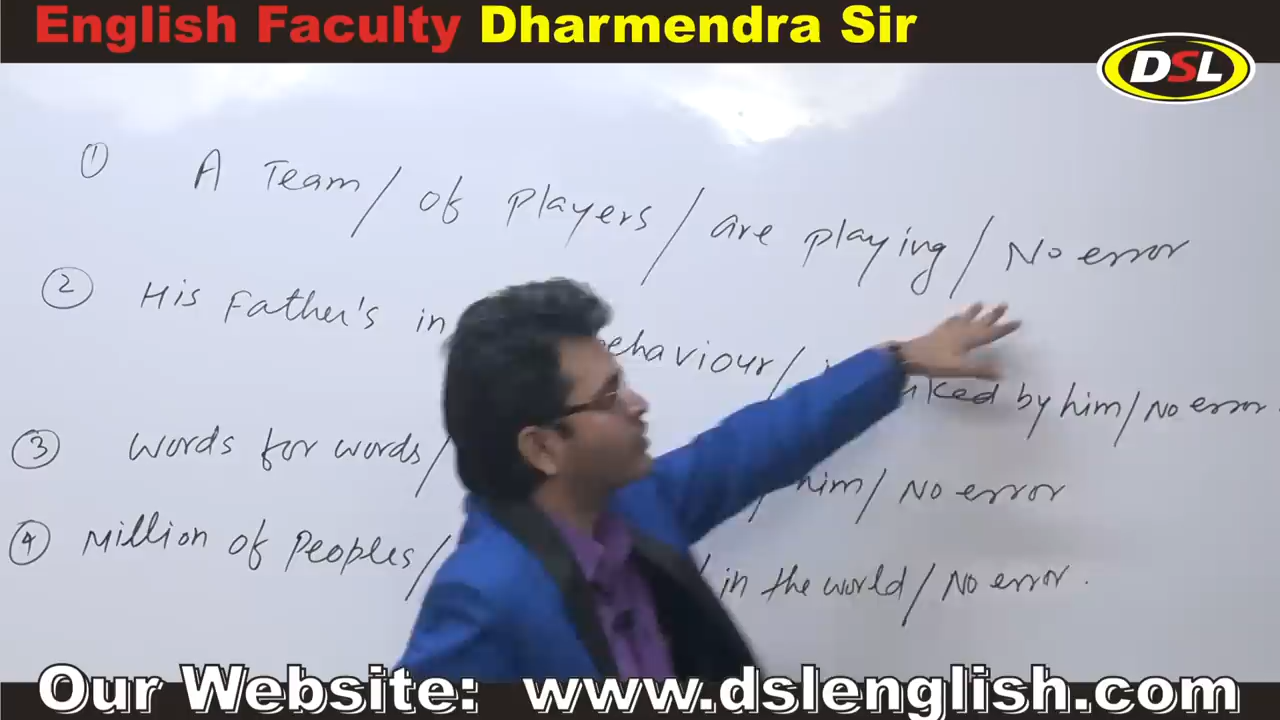 English Faculty Dharmendra Sir
DSL
① A Team / of players / are playing / No error
② His Father's in behaviour / by him / No error
③ words for words / him / No error
④ Million of Peoples / in the world / No error.
Our Website: www.dslenglish.com